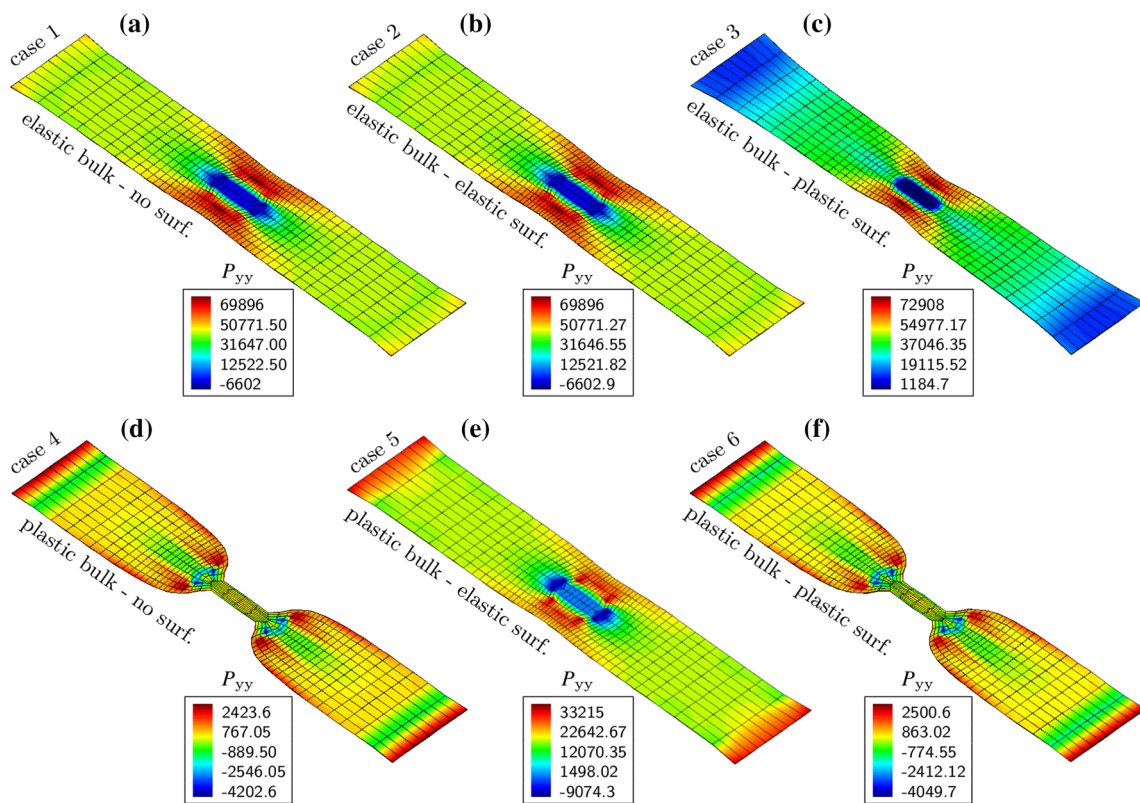 (a)
case 1
elastic bulk - no surf.
P_yy
69896
50771.50
31647.00
12522.50
-6602
(b)
case 2
elastic bulk - elastic surf.
P_yy
69896
50771.27
31646.55
12521.82
-6602.9
(c)
case 3
elastic bulk - plastic surf.
P_yy
72908
54977.17
37046.35
19115.52
1184.7
(d)
case 4
plastic bulk - no surf.
P_yy
2423.6
767.05
-889.50
-2546.05
-4202.6
(e)
case 5
plastic bulk - elastic surf.
P_yy
33215
22642.67
12070.35
1498.02
-9074.3
(f)
case 6
plastic bulk - plastic surf.
P_yy
2500.6
863.02
-774.55
-2412.12
-4049.7